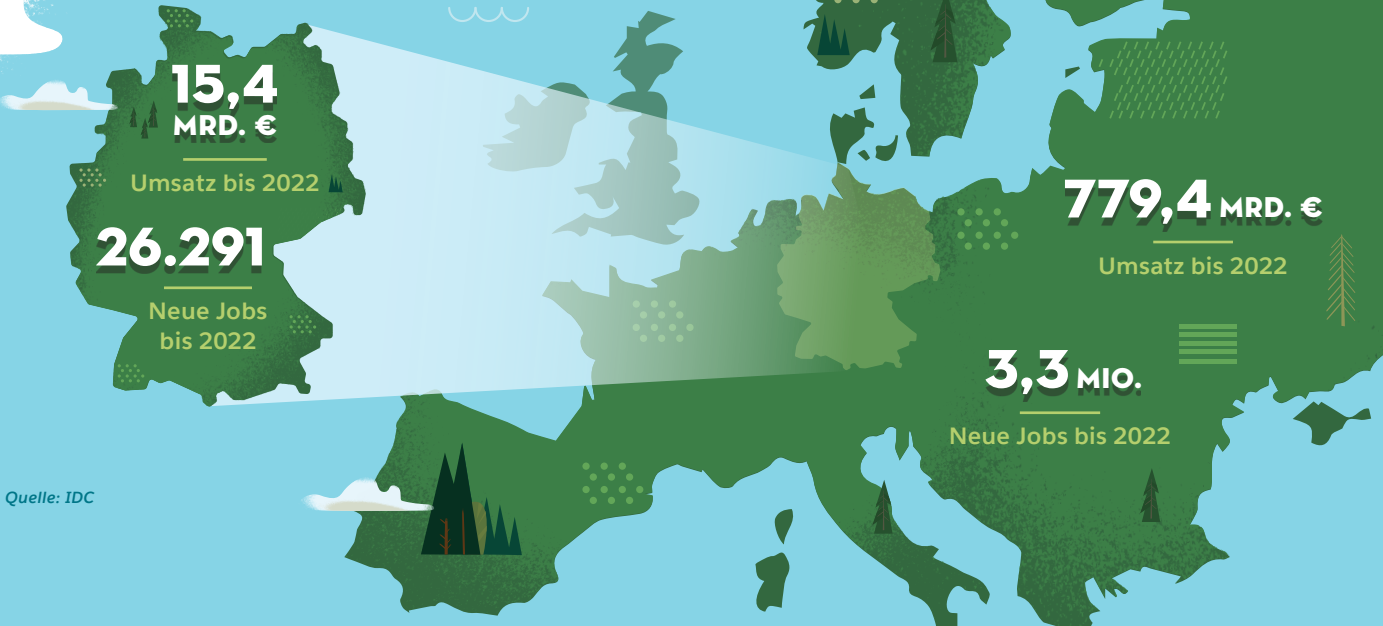 15,4
MRD. €
Umsatz bis 2022
26.291
Neue Jobs
bis 2022
779,4 MRD. €
Umsatz bis 2022
3,3 MIO.
Neue Jobs bis 2022
Quelle: IDC